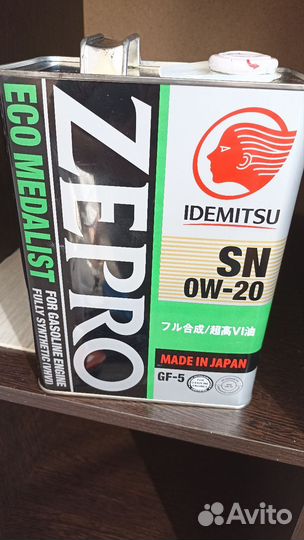 ZEPRO
ECO MEDALIST
FOR GASOLINE ENGINE
FULLY SYNTHETIC (VHVI)
IDEMITSU
SN
0W-20
フル合成/超高VI油
MADE IN JAPAN
GF-5
Avito